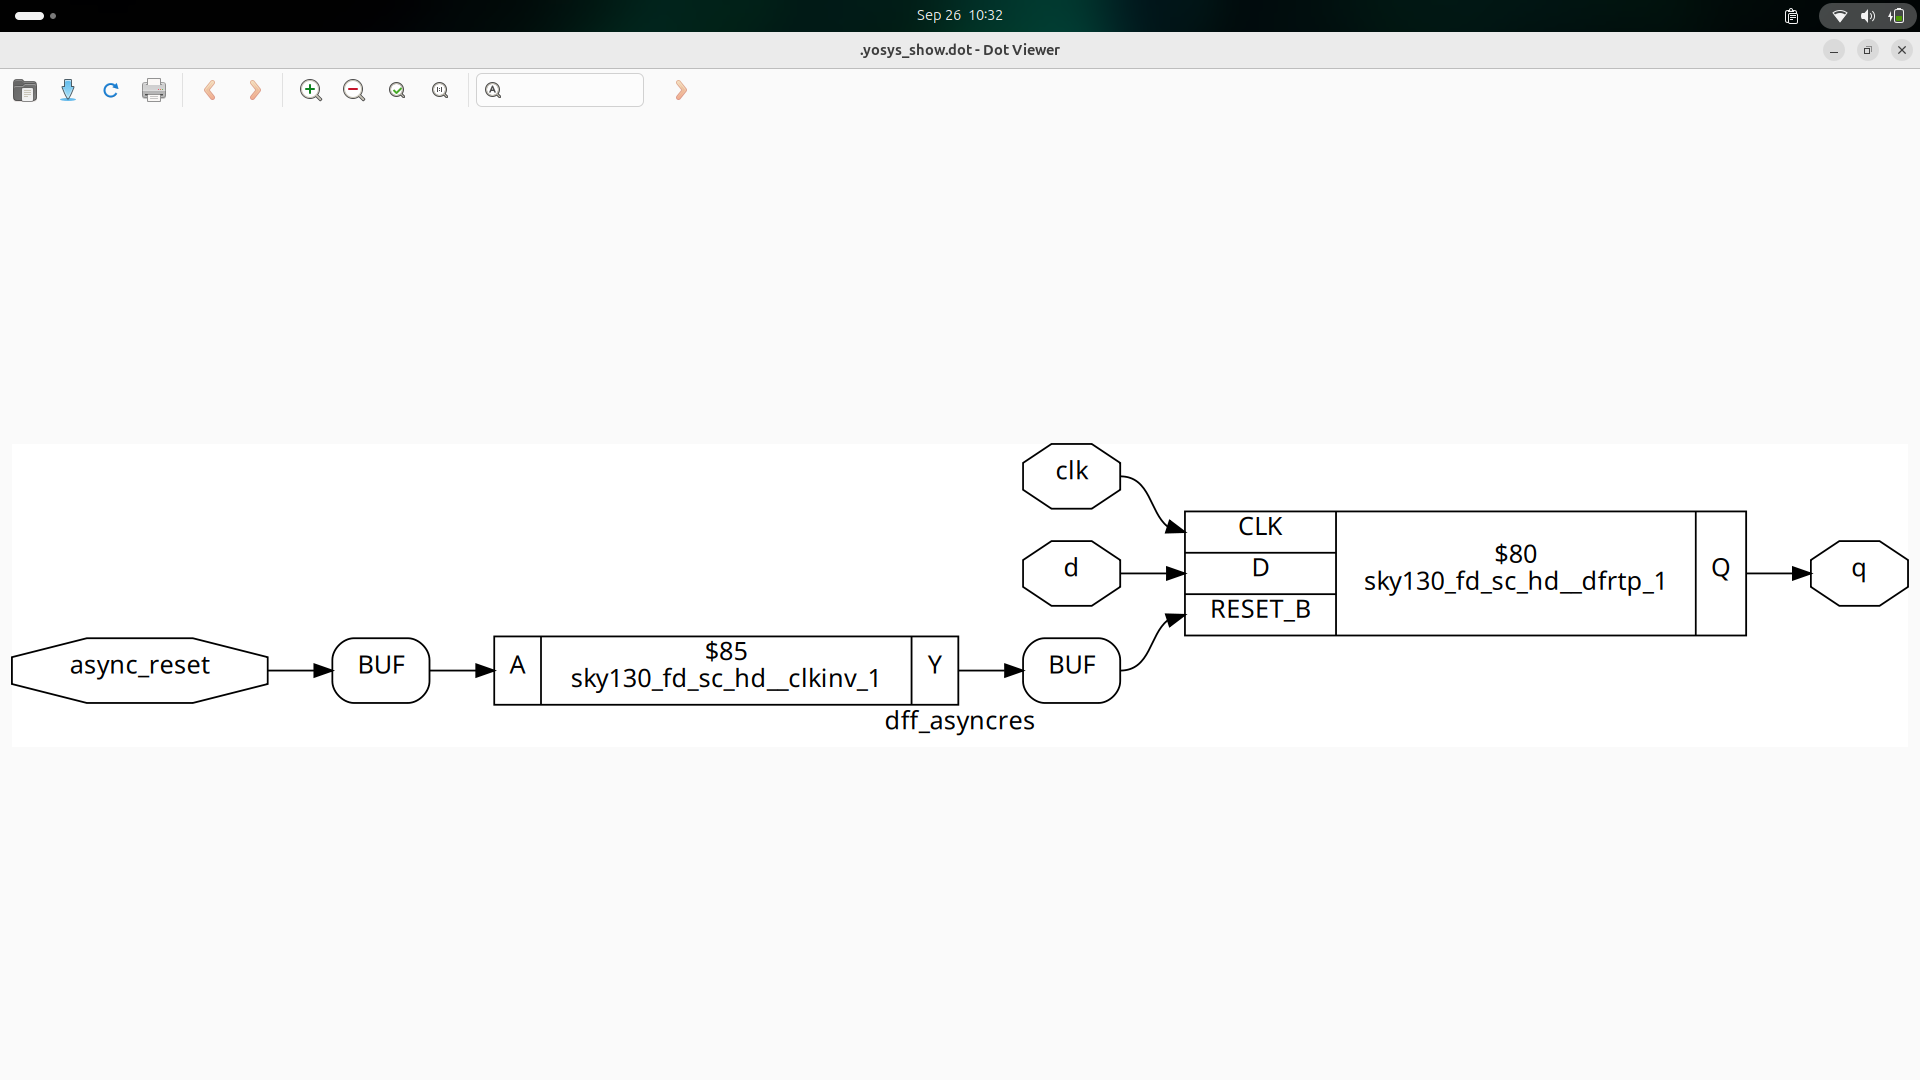 Sep 26 10:32
.yosys_show.dot - Dot Viewer
clk
CLK
d
D
$80
sky130_fd_sc_hd__dfrtp_1
Q
q
RESET_B
async_reset
BUF
A
$85
sky130_fd_sc_hd__clkinv_1
Y
BUF
dff_asyncres